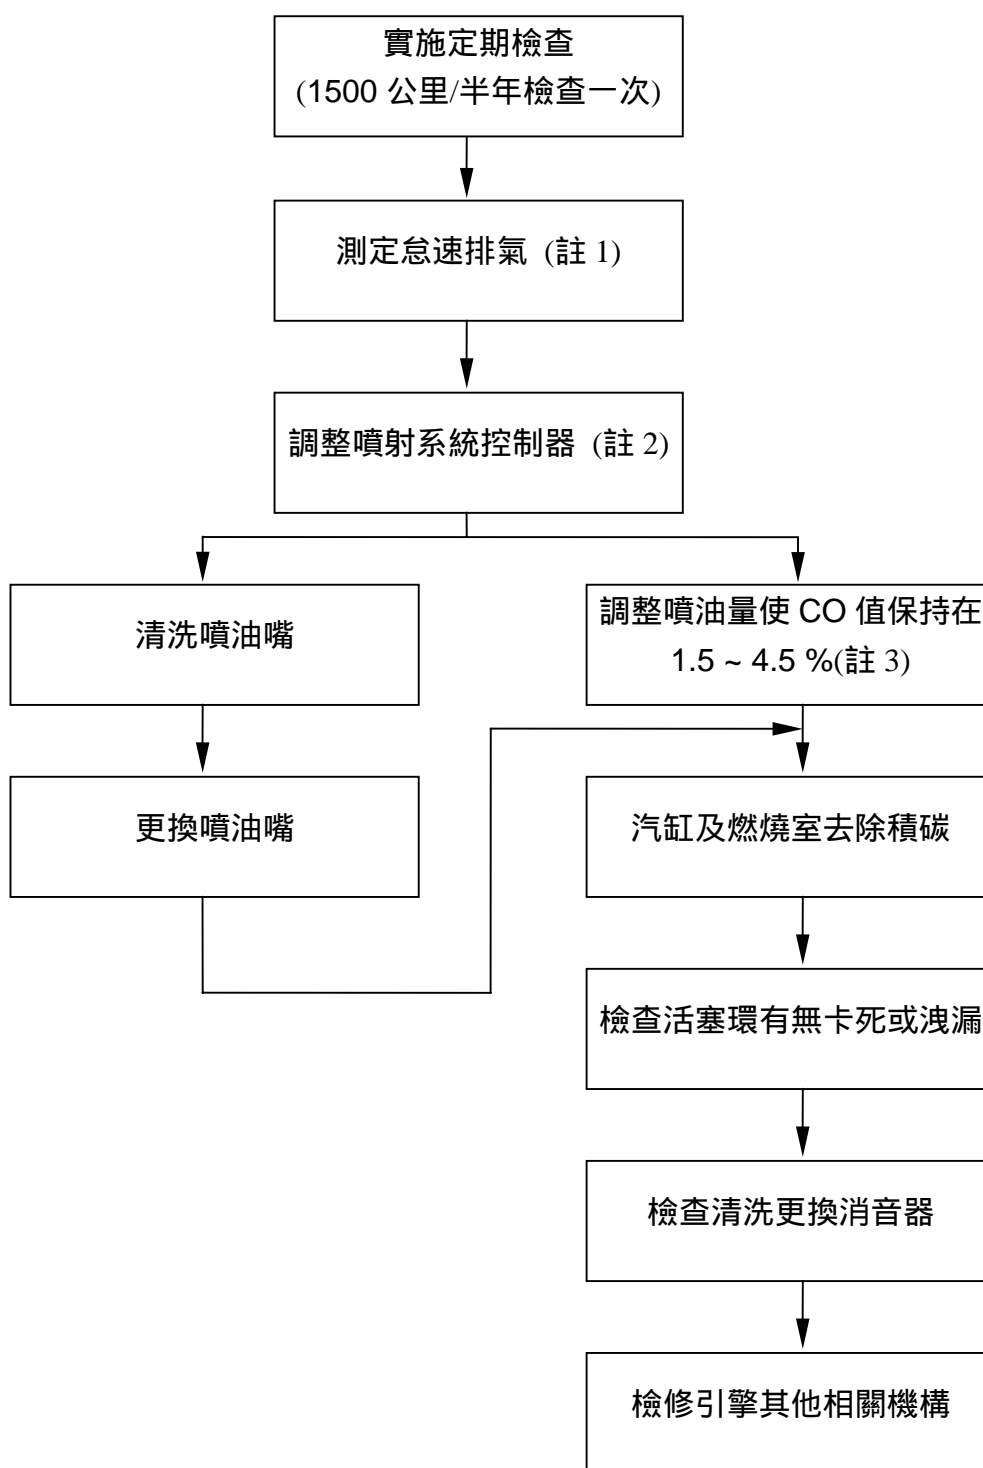 實施定期檢查
(1500 公里/半年檢查一次)
測定怠速排氣 (註 1)
調整噴射系統控制器 (註 2)
清洗噴油嘴
調整噴油量使 CO 值保持在
1.5 ~ 4.5 %(註 3)
更換噴油嘴
汽缸及燃燒室去除積碳
檢查活塞環有無卡死或洩漏
檢查清洗更換消音器
檢修引擎其他相關機構